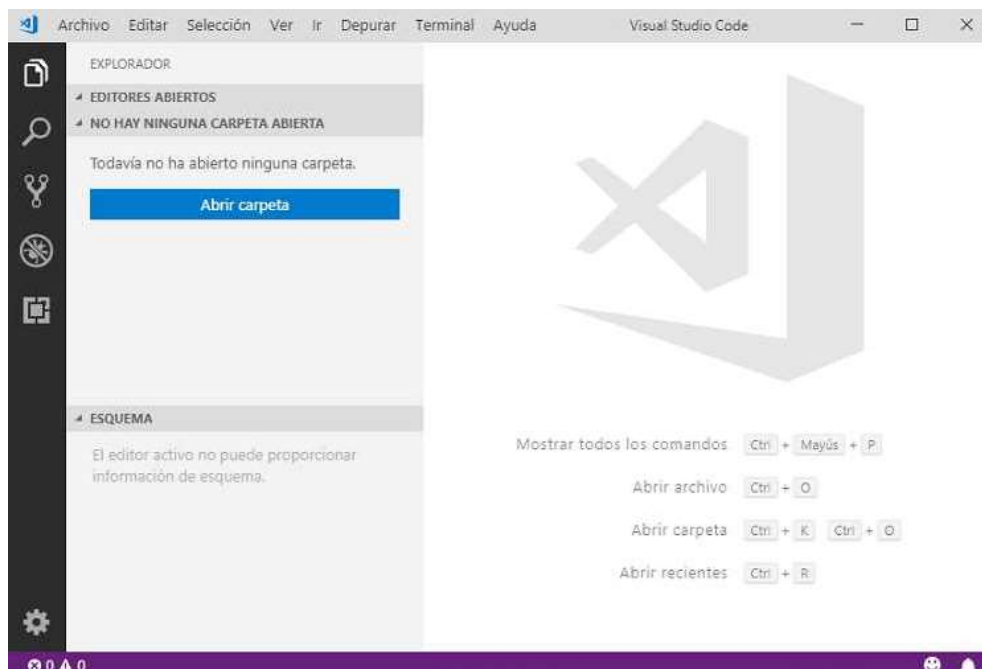 Archivo Editar Selección Ver Ir Depurar Terminal Ayuda Visual Studio Code
EXPLORADOR
EDITORES ABIERTOS
NO HAY NINGUNA CARPETA ABIERTA
Todavía no ha abierto ninguna carpeta.
Abrir carpeta
ESQUEMA
El editor activo no puede proporcionar
información de esquema.
Mostrar todos los comandos Ctrl + Mayús + P
Abrir archivo Ctrl + O
Abrir carpeta Ctrl + K Ctrl + O
Abrir recientes Ctrl + R
0 0